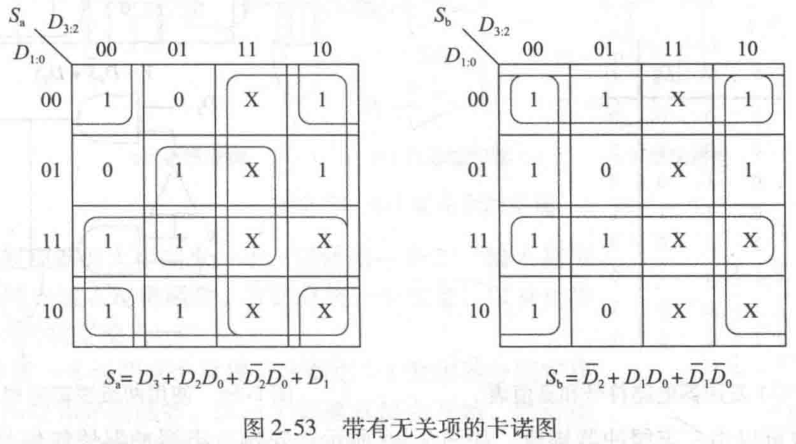 Sₐ D₃:₂
D₁:₀ 00 01 11 10
00 1 0 X 1
01 0 1 X 1
11 1 1 X X
10 1 1 X X
Sₐ = D₃ + D₂D₀ + D̅₂D̅₀ + D₁
S_b D₃:₂
D₁:₀ 00 01 11 10
00 1 1 X 1
01 1 0 X 1
11 1 1 X X
10 1 0 X X
S_b = D̅₂ + D₁D₀ + D̅₁D̅₀
图 2-53 带有无关项的卡诺图